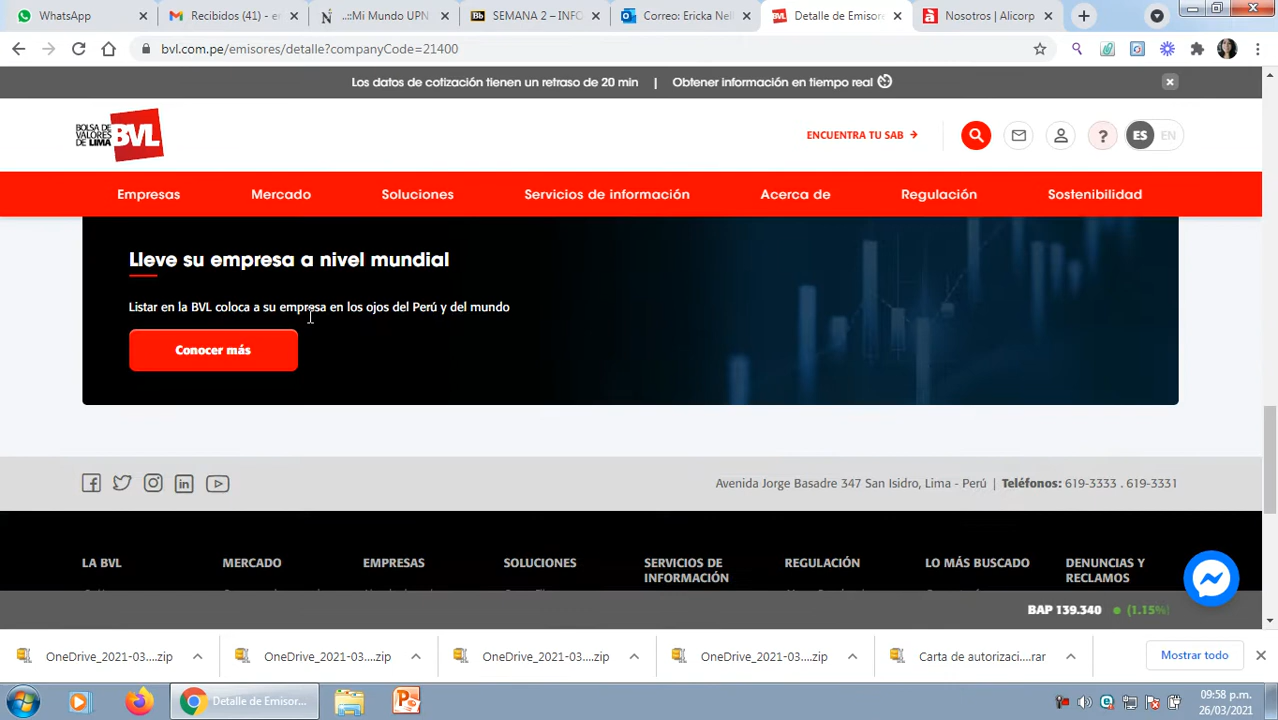 WhatsApp
Recibidos (41) - e
.::Mi Mundo UPN
Bb SEMANA 2 – INFO
Correo: Ericka Nell
BVL Detalle de Emisore
Nosotros | Alicorp
bvl.com.pe/emisores/detalle?companyCode=21400
Los datos de cotización tienen un retraso de 20 min | Obtener información en tiempo real
BOLSA DE
VALORES
DE LIMA
BVL
ENCUENTRA TU SAB
?
ES
EN
Empresas
Mercado
Soluciones
Servicios de información
Acerca de
Regulación
Sostenibilidad
Lleve su empresa a nivel mundial
Listar en la BVL coloca a su empresa en los ojos del Perú y del mundo
Conocer más
Avenida Jorge Basadre 347 San Isidro, Lima - Perú | Teléfonos: 619-3333 . 619-3331
LA BVL
MERCADO
EMPRESAS
SOLUCIONES
SERVICIOS DE
INFORMACIÓN
REGULACIÓN
LO MÁS BUSCADO
DENUNCIAS Y
RECLAMOS
BAP 139.340 (1.15%)
OneDrive_2021-03....zip
OneDrive_2021-03....zip
OneDrive_2021-03....zip
OneDrive_2021-03....zip
Carta de autorizaci....rar
Mostrar todo
Detalle de Emisor...
09:58 p.m.
26/03/2021